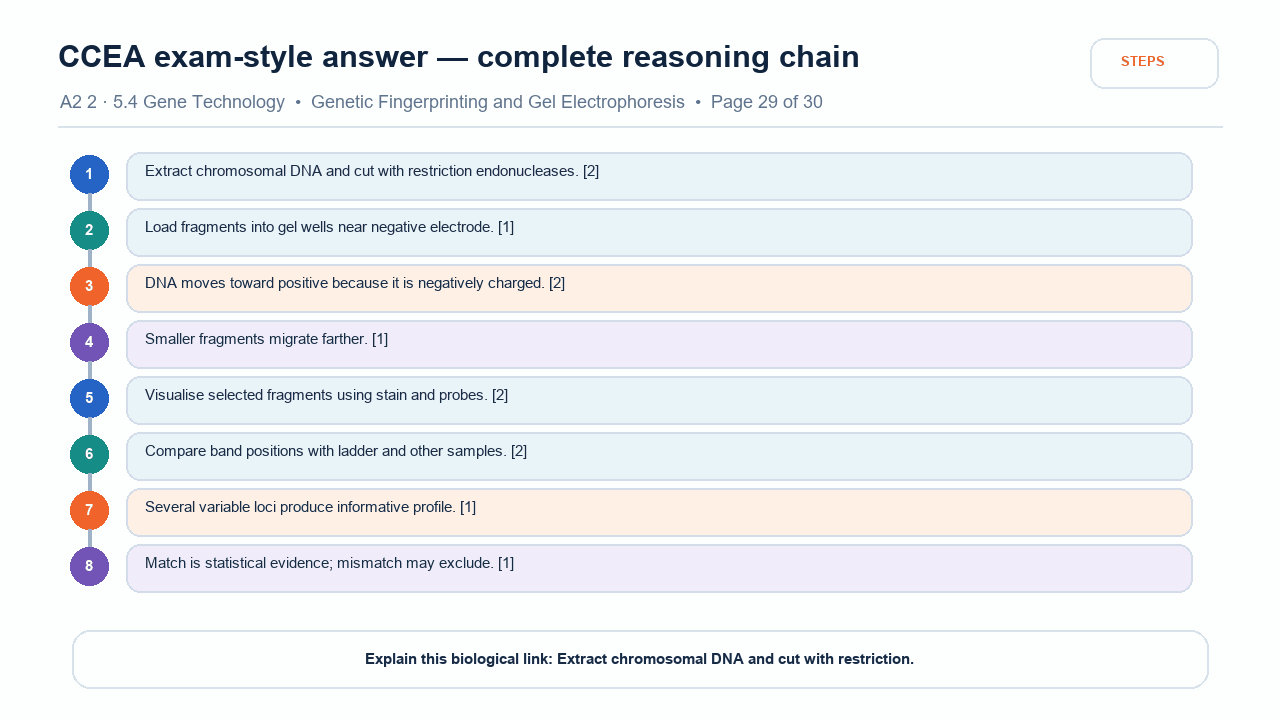 CCEA exam-style answer — complete reasoning chain
STEPS
A2 2 · 5.4 Gene Technology • Genetic Fingerprinting and Gel Electrophoresis • Page 29 of 30
1 Extract chromosomal DNA and cut with restriction endonucleases. [2]
2 Load fragments into gel wells near negative electrode. [1]
3 DNA moves toward positive because it is negatively charged. [2]
4 Smaller fragments migrate farther. [1]
5 Visualise selected fragments using stain and probes. [2]
6 Compare band positions with ladder and other samples. [2]
7 Several variable loci produce informative profile. [1]
8 Match is statistical evidence; mismatch may exclude. [1]
Explain this biological link: Extract chromosomal DNA and cut with restriction.